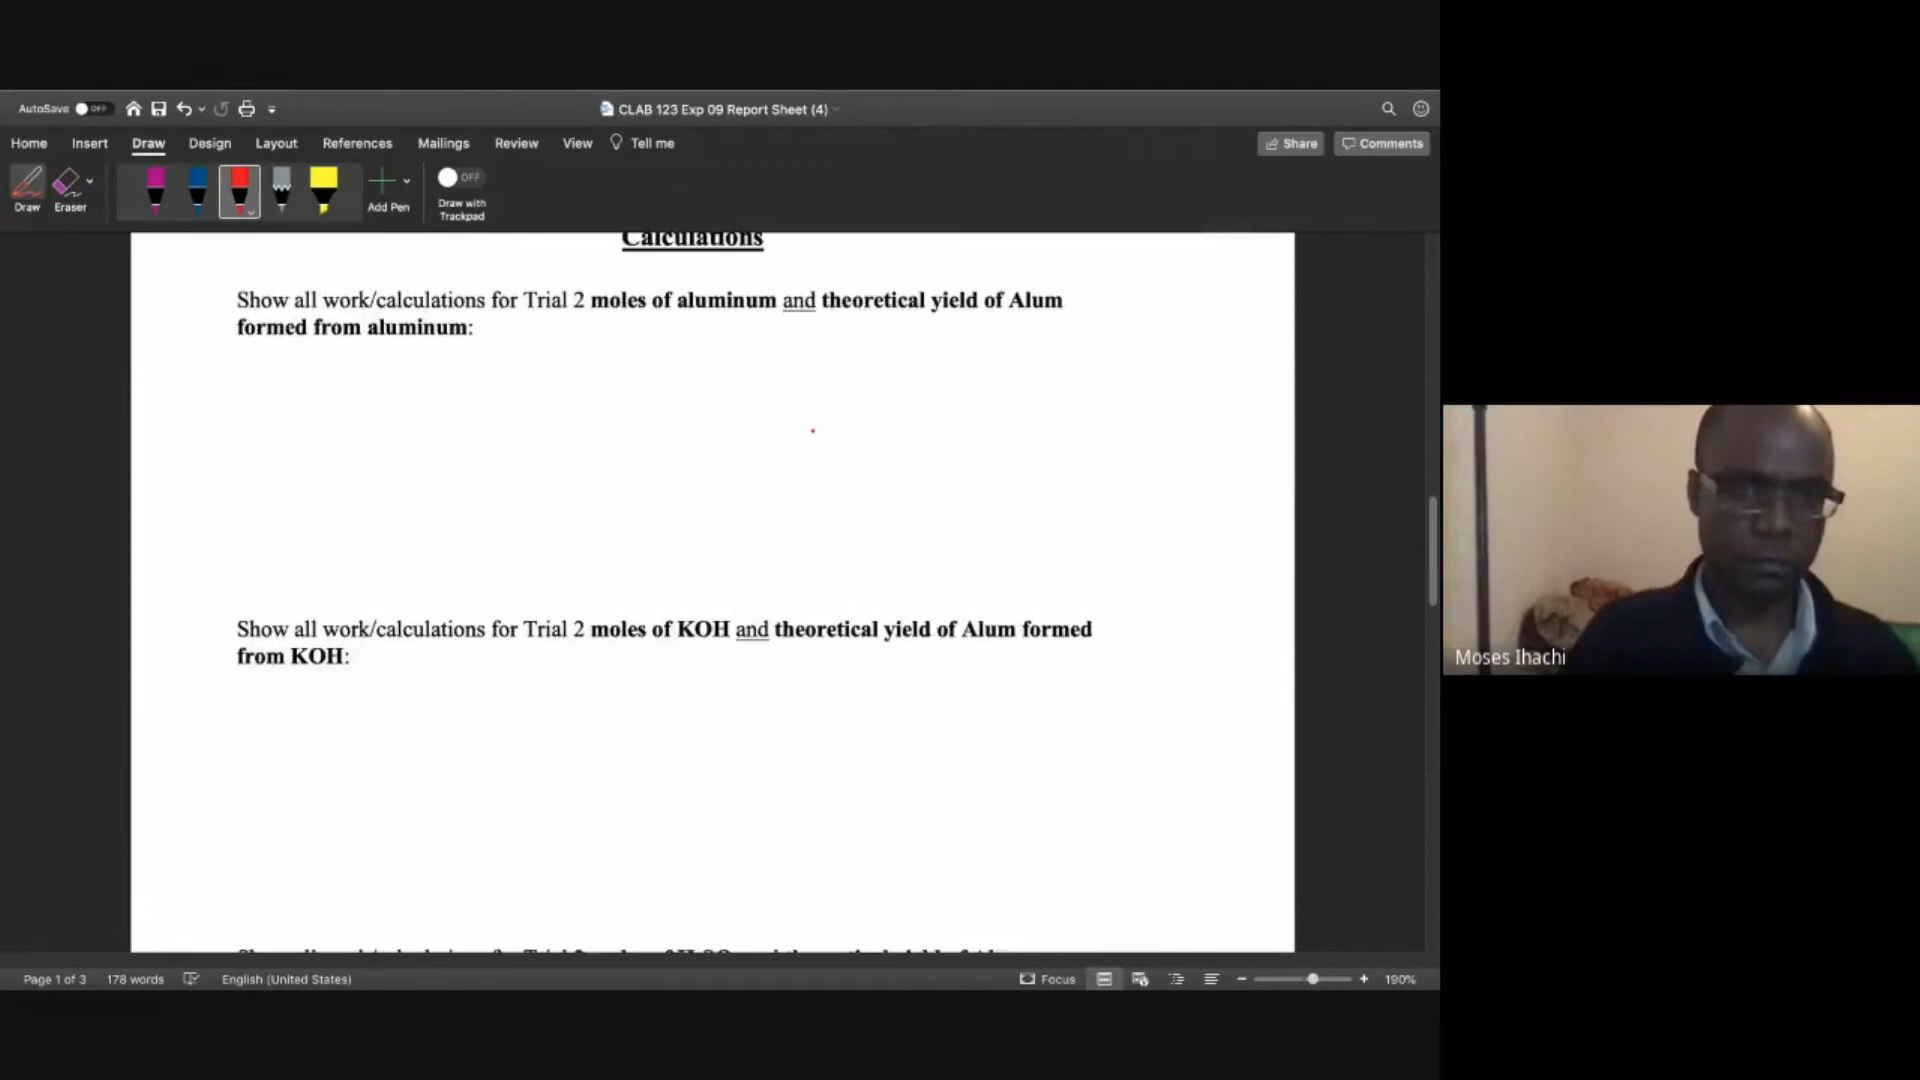 AutoSave OFF
CLAB 123 Exp 09 Report Sheet (4)
Home Insert Draw Design Layout References Mailings Review View Tell me
Share Comments
Draw Eraser Add Pen OFF
Draw with
Trackpad
Calculations
Show all work/calculations for Trial 2 moles of aluminum and theoretical yield of Alum
formed from aluminum:
Show all work/calculations for Trial 2 moles of KOH and theoretical yield of Alum formed
from KOH:
Moses Ihachi
Page 1 of 3 178 words English (United States) Focus 190%